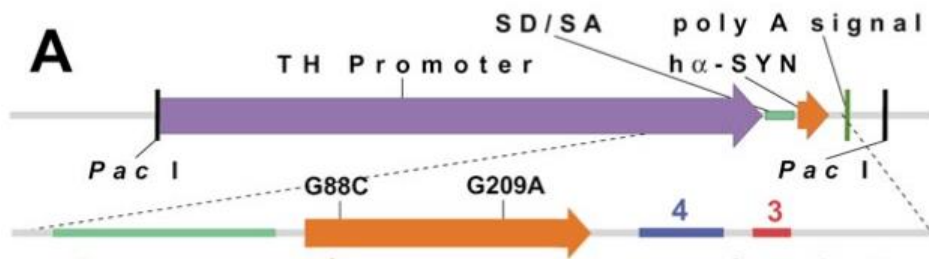 A
SD/SA
poly A signal
TH Promoter
hα-SYN
Pac I
Pac I
G88C
G209A
4
3